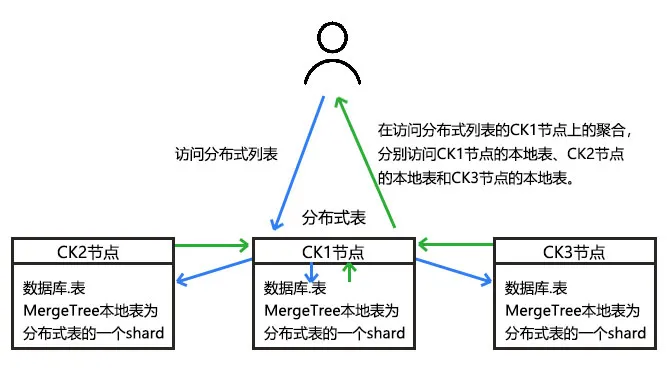 访问分布式列表
在访问分布式列表的CK1节点上的聚合，
分别访问CK1节点的本地表、CK2节点
的本地表和CK3节点的本地表。
分布式表
CK2节点
数据库.表
MergeTree本地表为
分布式表的一个shard
CK1节点
数据库.表
MergeTree本地表为
分布式表的一个shard
CK3节点
数据库.表
MergeTree本地表为
分布式表的一个shard